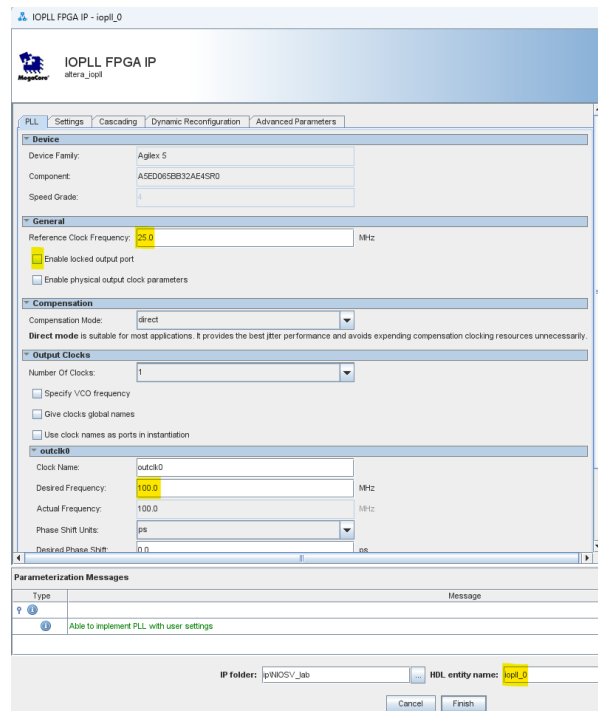 IOPLL FPGA IP - iopll_0
IOPLL FPGA IP
altera_iopll
MegaCore'
PLL Settings Cascading Dynamic Reconfiguration Advanced Parameters
Device
Device Family: Agilex 5
Component: A5ED065BB32AE4SR0
Speed Grade: 4
General
Reference Clock Frequency: 25.0 MHz
Enable locked output port
Enable physical output clock parameters
Compensation
Compensation Mode: direct
Direct mode is suitable for most applications. It provides the best jitter performance and avoids expending compensation clocking resources unnecessarily.
Output Clocks
Number Of Clocks: 1
Specify VCO frequency
Give clocks global names
Use clock names as ports in instantiation
outclk0
Clock Name: outclk0
Desired Frequency: 100.0 MHz
Actual Frequency: 100.0 MHz
Phase Shift Units: ps
Desired Phase Shift: 0.0 ps
Parameterization Messages
Type Message
Able to implement PLL with user settings
IP folder: ip\NIOSV_lab ... HDL entity name: iopll_0
Cancel Finish